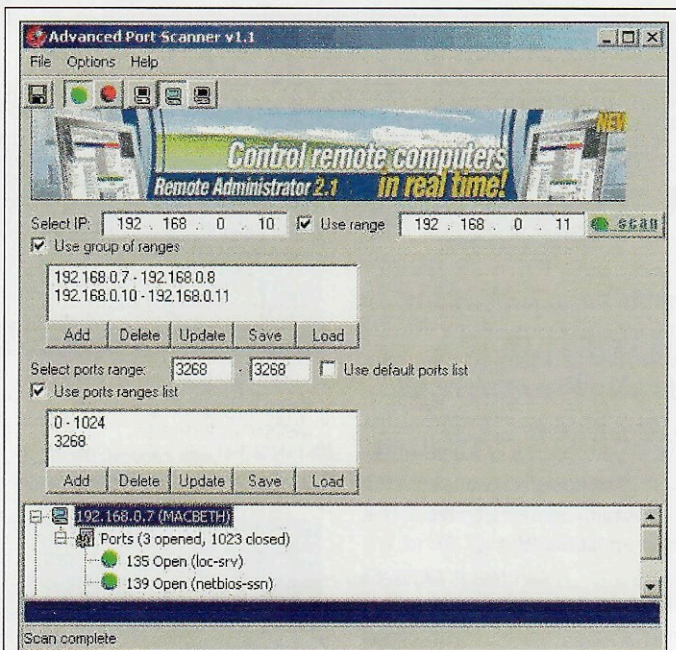 Advanced Port Scanner v1.1
File Options Help
NEW
Control remote computers
Remote Administrator 2.1 in real time!
Select IP: 192 . 168 . 0 . 10 Use range 192 . 168 . 0 . 11 scan
Use group of ranges
192.168.0.7 - 192.168.0.8
192.168.0.10 - 192.168.0.11
Add Delete Update Save Load
Select ports range: 3268 - 3268 Use default ports list
Use ports ranges list
0 - 1024
3268
Add Delete Update Save Load
192.168.0.7 (MACBETH)
Ports (3 opened, 1023 closed)
135 Open (loc-srv)
139 Open (netbios-ssn)
Scan complete